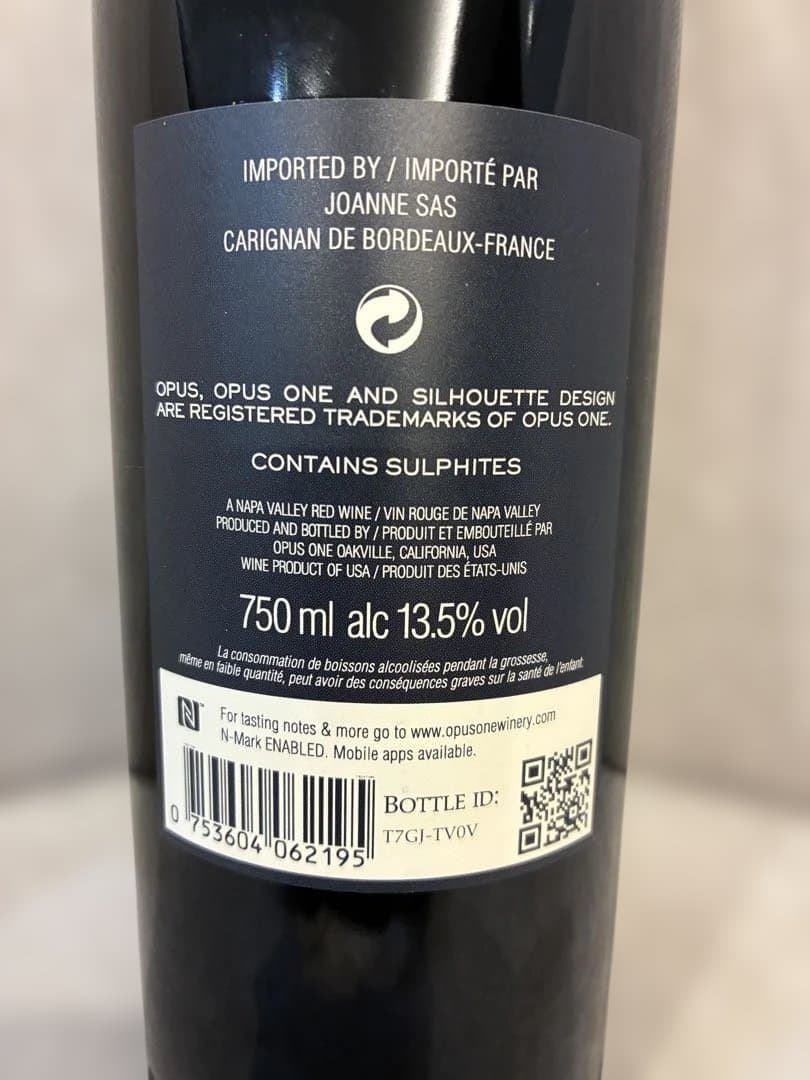 IMPORTED BY / IMPORTÉ PAR
JOANNE SAS
CARIGNAN DE BORDEAUX-FRANCE
OPUS, OPUS ONE AND SILHOUETTE DESIGN
ARE REGISTERED TRADEMARKS OF OPUS ONE.
CONTAINS SULPHITES
A NAPA VALLEY RED WINE / VIN ROUGE DE NAPA VALLEY
PRODUCED AND BOTTLED BY / PRODUIT ET EMBOUTEILLÉ PAR
OPUS ONE OAKVILLE, CALIFORNIA, USA
WINE PRODUCT OF USA / PRODUIT DES ÉTATS-UNIS
750 ml alc 13.5% vol
La consommation de boissons alcoolisées pendant la grossesse,
même en faible quantité, peut avoir des conséquences graves sur la santé de l'enfant.
N™
For tasting notes & more go to www.opusonewinery.com
N-Mark ENABLED. Mobile apps available.
BOTTLE ID:
T7GJ-TV0V
0 753604 062195